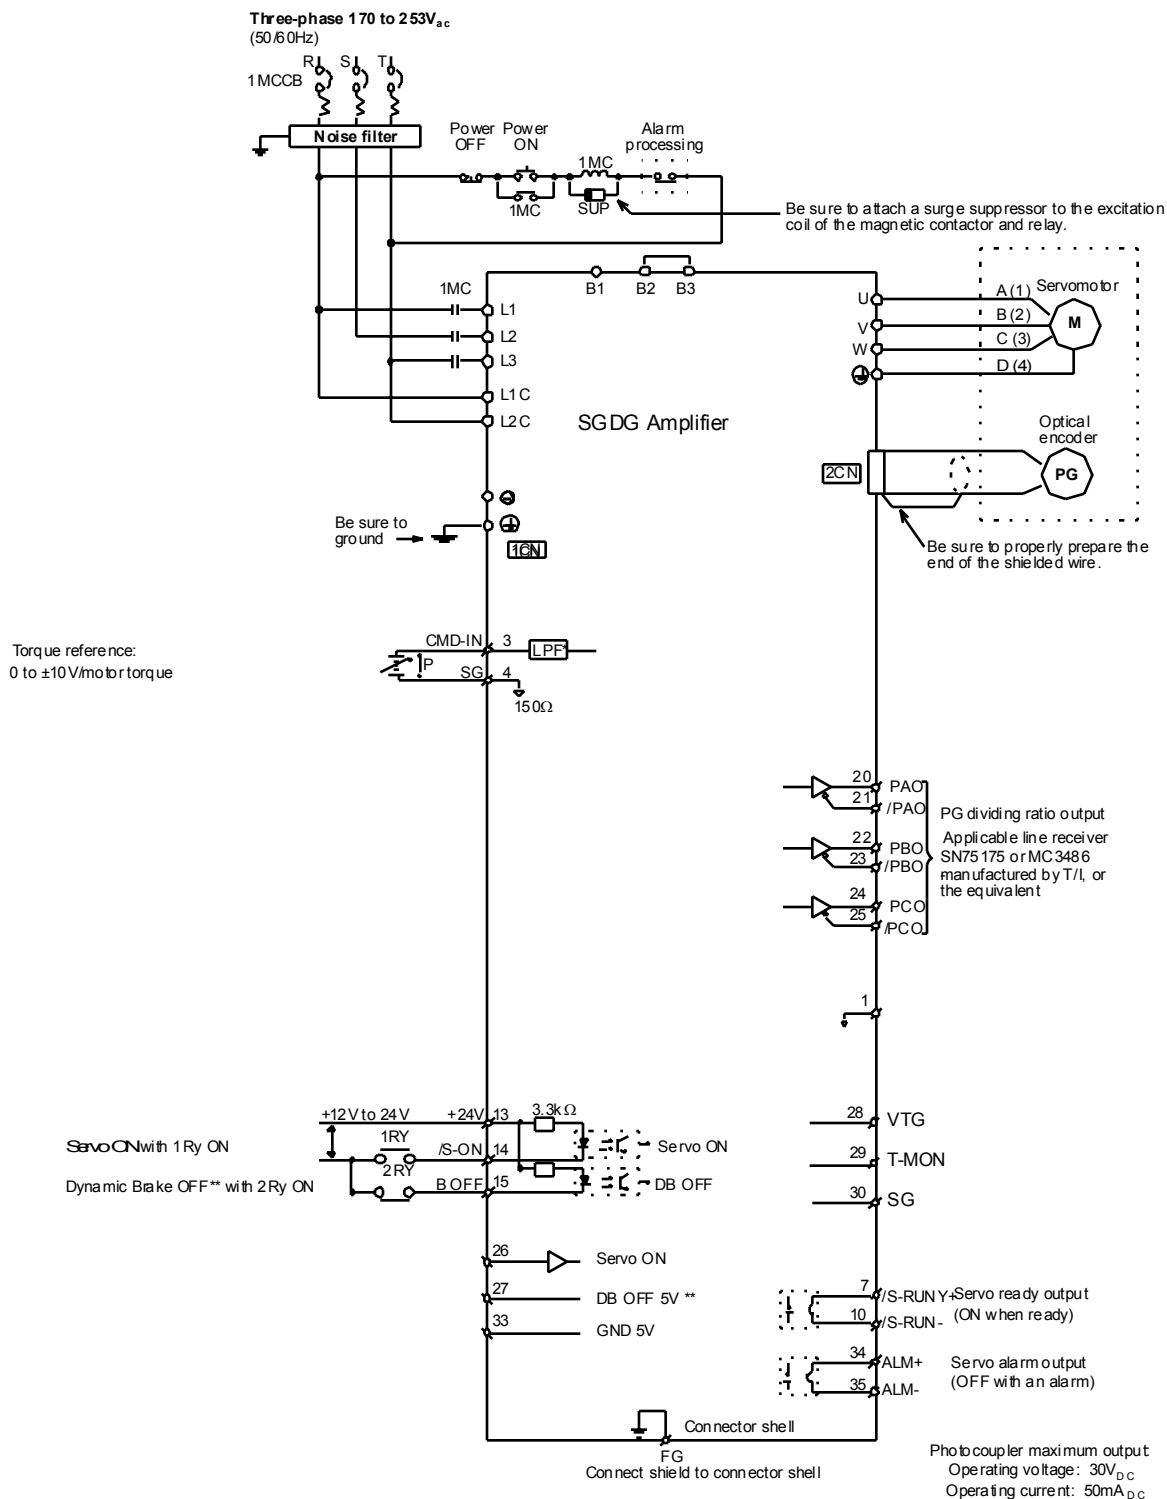 Three-phase 170 to 253Vac
(50/60Hz)
R S T
1MCCB
Noise filter
Power OFF
Power ON
Alarm processing
1MC
1MC
SUP
Be sure to attach a surge suppressor to the excitation
coil of the magnetic contactor and relay.
B1 B2 B3
1MC
L1
L2
L3
L1C
L2C
SGDG Amplifier
U
V
W
A (1)
B (2)
C (3)
D (4)
Servomotor
M
Optical
encoder
2CN
PG
Be sure to
ground
1CN
Be sure to properly prepare the
end of the shielded wire.
Torque reference:
0 to ±10V/motor torque
CMD-IN 3 LPF*
P
SG 4
150Ω
20 PAO
21 /PAO
22 PBO
23 /PBO
24 PCO
25 /PCO
PG dividing ratio output
Applicable line receiver
SN75175 or MC3486
manufactured by T/I, or
the equivalent
1
+12V to 24V +24V 13 3.3kΩ
1RY /S-ON 14 Servo ON
Servo ON with 1Ry ON
2RY
Dynamic Brake OFF** with 2Ry ON
B OFF 15 DB OFF
28 VTG
29 T-MON
30 SG
26 Servo ON
27 DB OFF 5V **
33 GND 5V
7 /S-RUNY+ Servo ready output
10 /S-RUN- (ON when ready)
34 ALM+ Servo alarm output
35 ALM- (OFF with an alarm)
Connector shell
FG
Connect shield to connector shell
Photocoupler maximum output
Operating voltage: 30VDC
Operating current: 50mADC